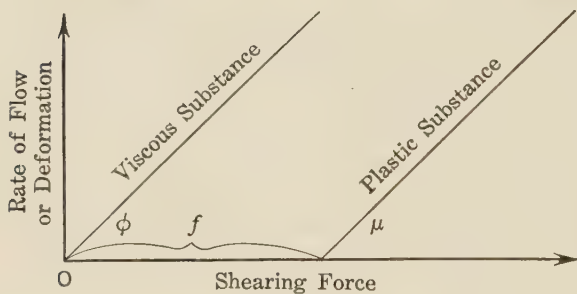 Rate of Flow
or Deformation
Viscous Substance
Plastic Substance
ϕ
f
μ
O
Shearing Force